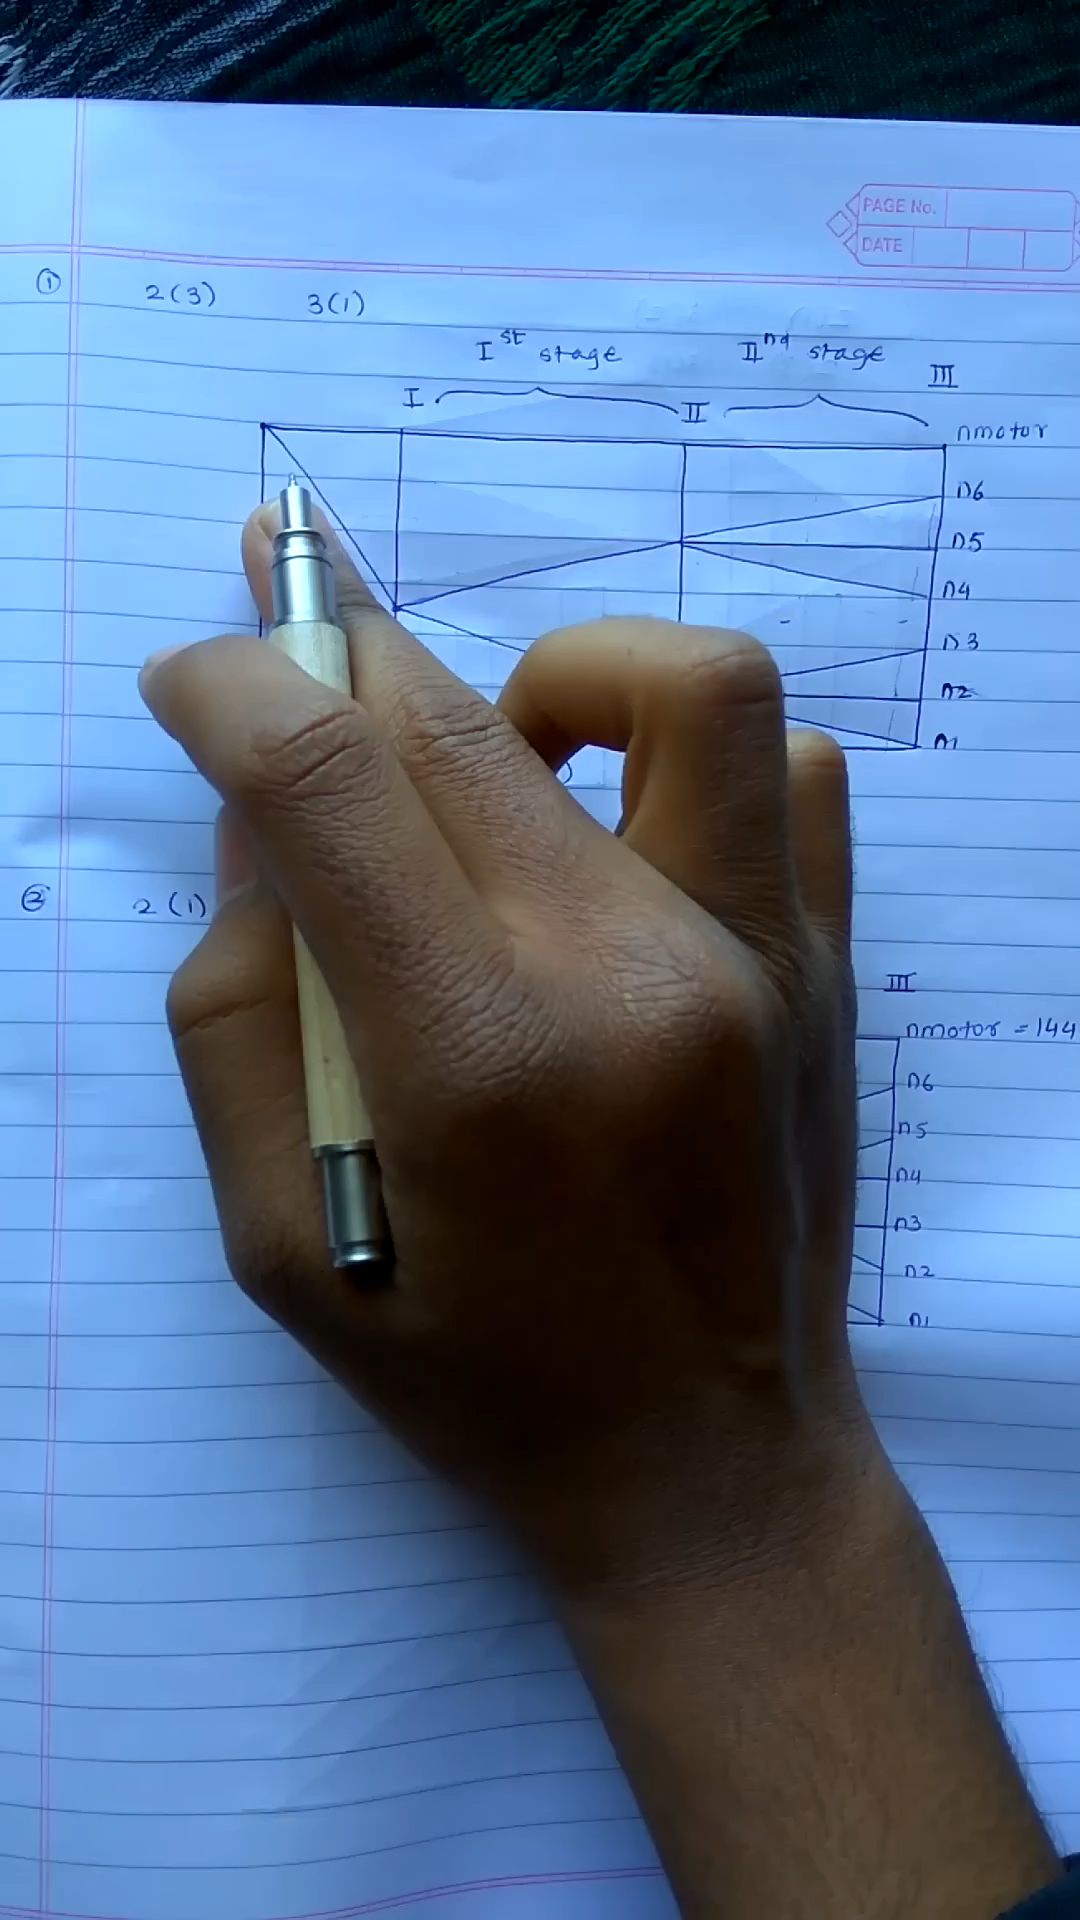 PAGE No.
DATE
① 2(3) 3(1)
Iˢᵗ stage IIⁿᵈ stage III
I II nmotor
n6
n5
n4
n3
n2
n1
② 2(1)
III
nmotor = 144
n6
n5
n4
n3
n2
n1